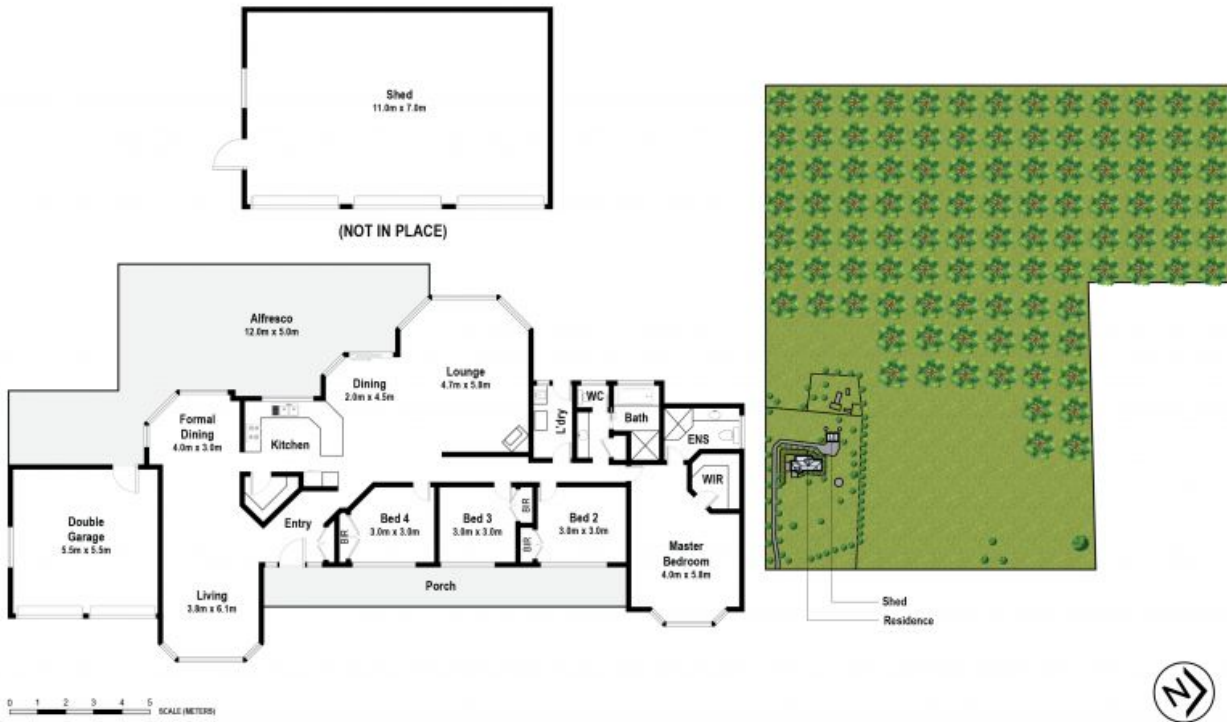 Shed
11.0m x 7.0m
(NOT IN PLACE)
Alfresco
12.0m x 5.0m
Dining
2.0m x 4.5m
Lounge
4.7m x 5.8m
Formal
Dining
4.0m x 3.0m
Kitchen
L'dry
WC
Bath
ENS
WIR
Double
Garage
5.5m x 5.5m
Entry
BIR
Bed 4
3.0m x 3.0m
Bed 3
3.0m x 3.0m
BIR
BIR
Bed 2
3.0m x 3.0m
Master
Bedroom
4.0m x 5.8m
Living
3.8m x 6.1m
Porch
Shed
Residence
0 1 2 3 4 5 SCALE (METERS)
N